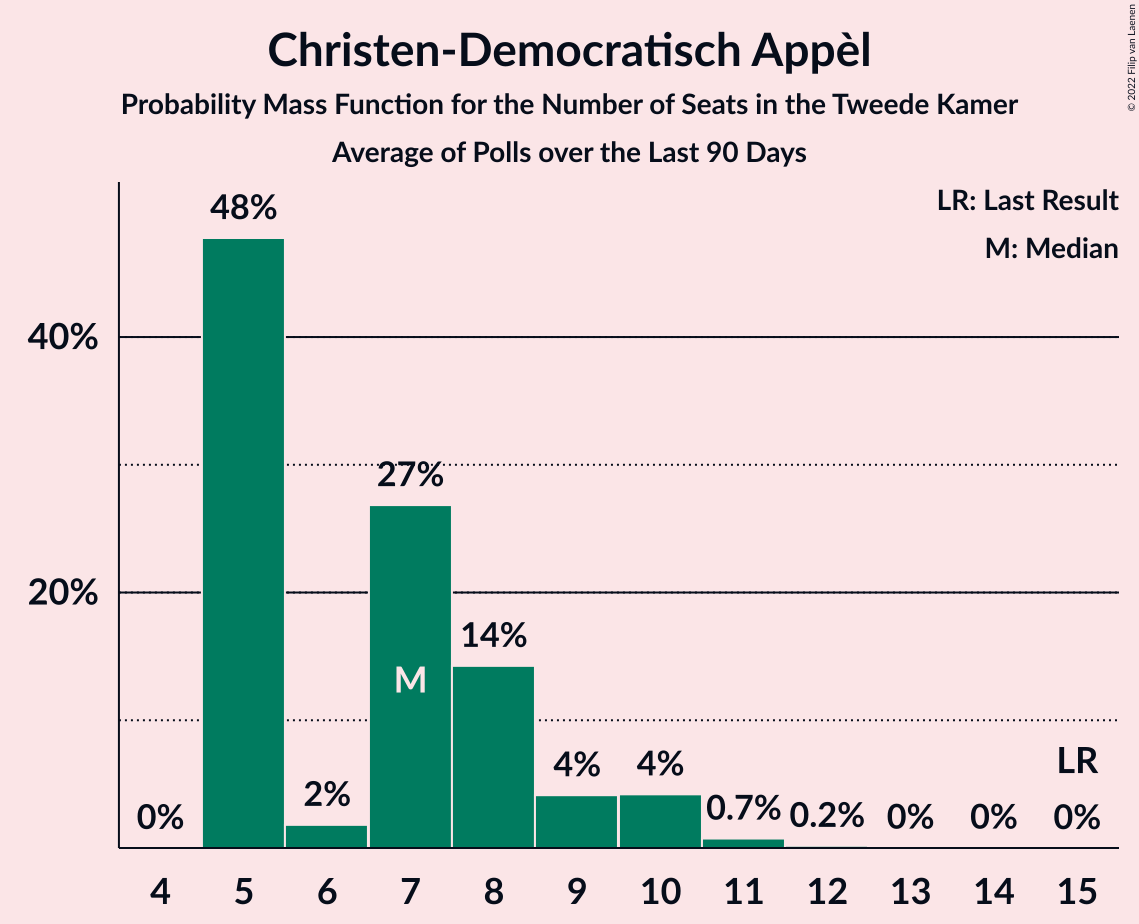 Christen-Democratisch Appèl
Probability Mass Function for the Number of Seats in the Tweede Kamer
Average of Polls over the Last 90 Days
© 2022 Filip van Laenen
LR: Last Result
M: Median
48%
40%
27%
20%
14%
M
LR
4%
4%
2%
0%
0.7%
0.2%
0%
0%
0%
4 5 6 7 8 9 10 11 12 13 14 15